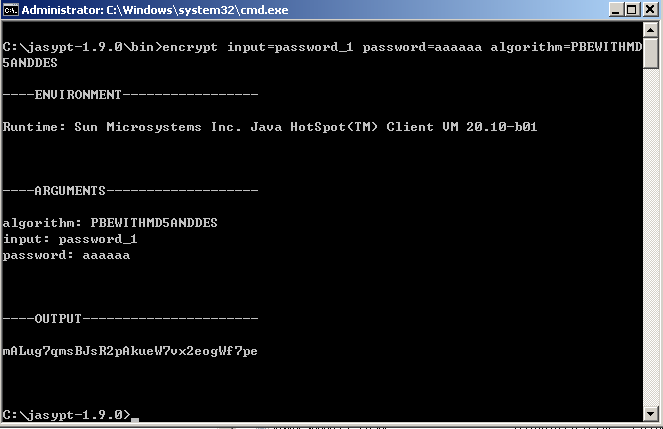 Administrator: C:\Windows\system32\cmd.exe
C:\jasypt-1.9.0\bin>encrypt input=password_1 password=aaaaaa algorithm=PBEWITHMD
5ANDDES
----ENVIRONMENT-----------------
Runtime: Sun Microsystems Inc. Java HotSpot(TM) Client VM 20.10-b01
----ARGUMENTS-------------------
algorithm: PBEWITHMD5ANDDES
input: password_1
password: aaaaaa
----OUTPUT----------------------
mALug7qmsBJsR2pAkueW7vx2eogWf7pe
C:\jasypt-1.9.0>_